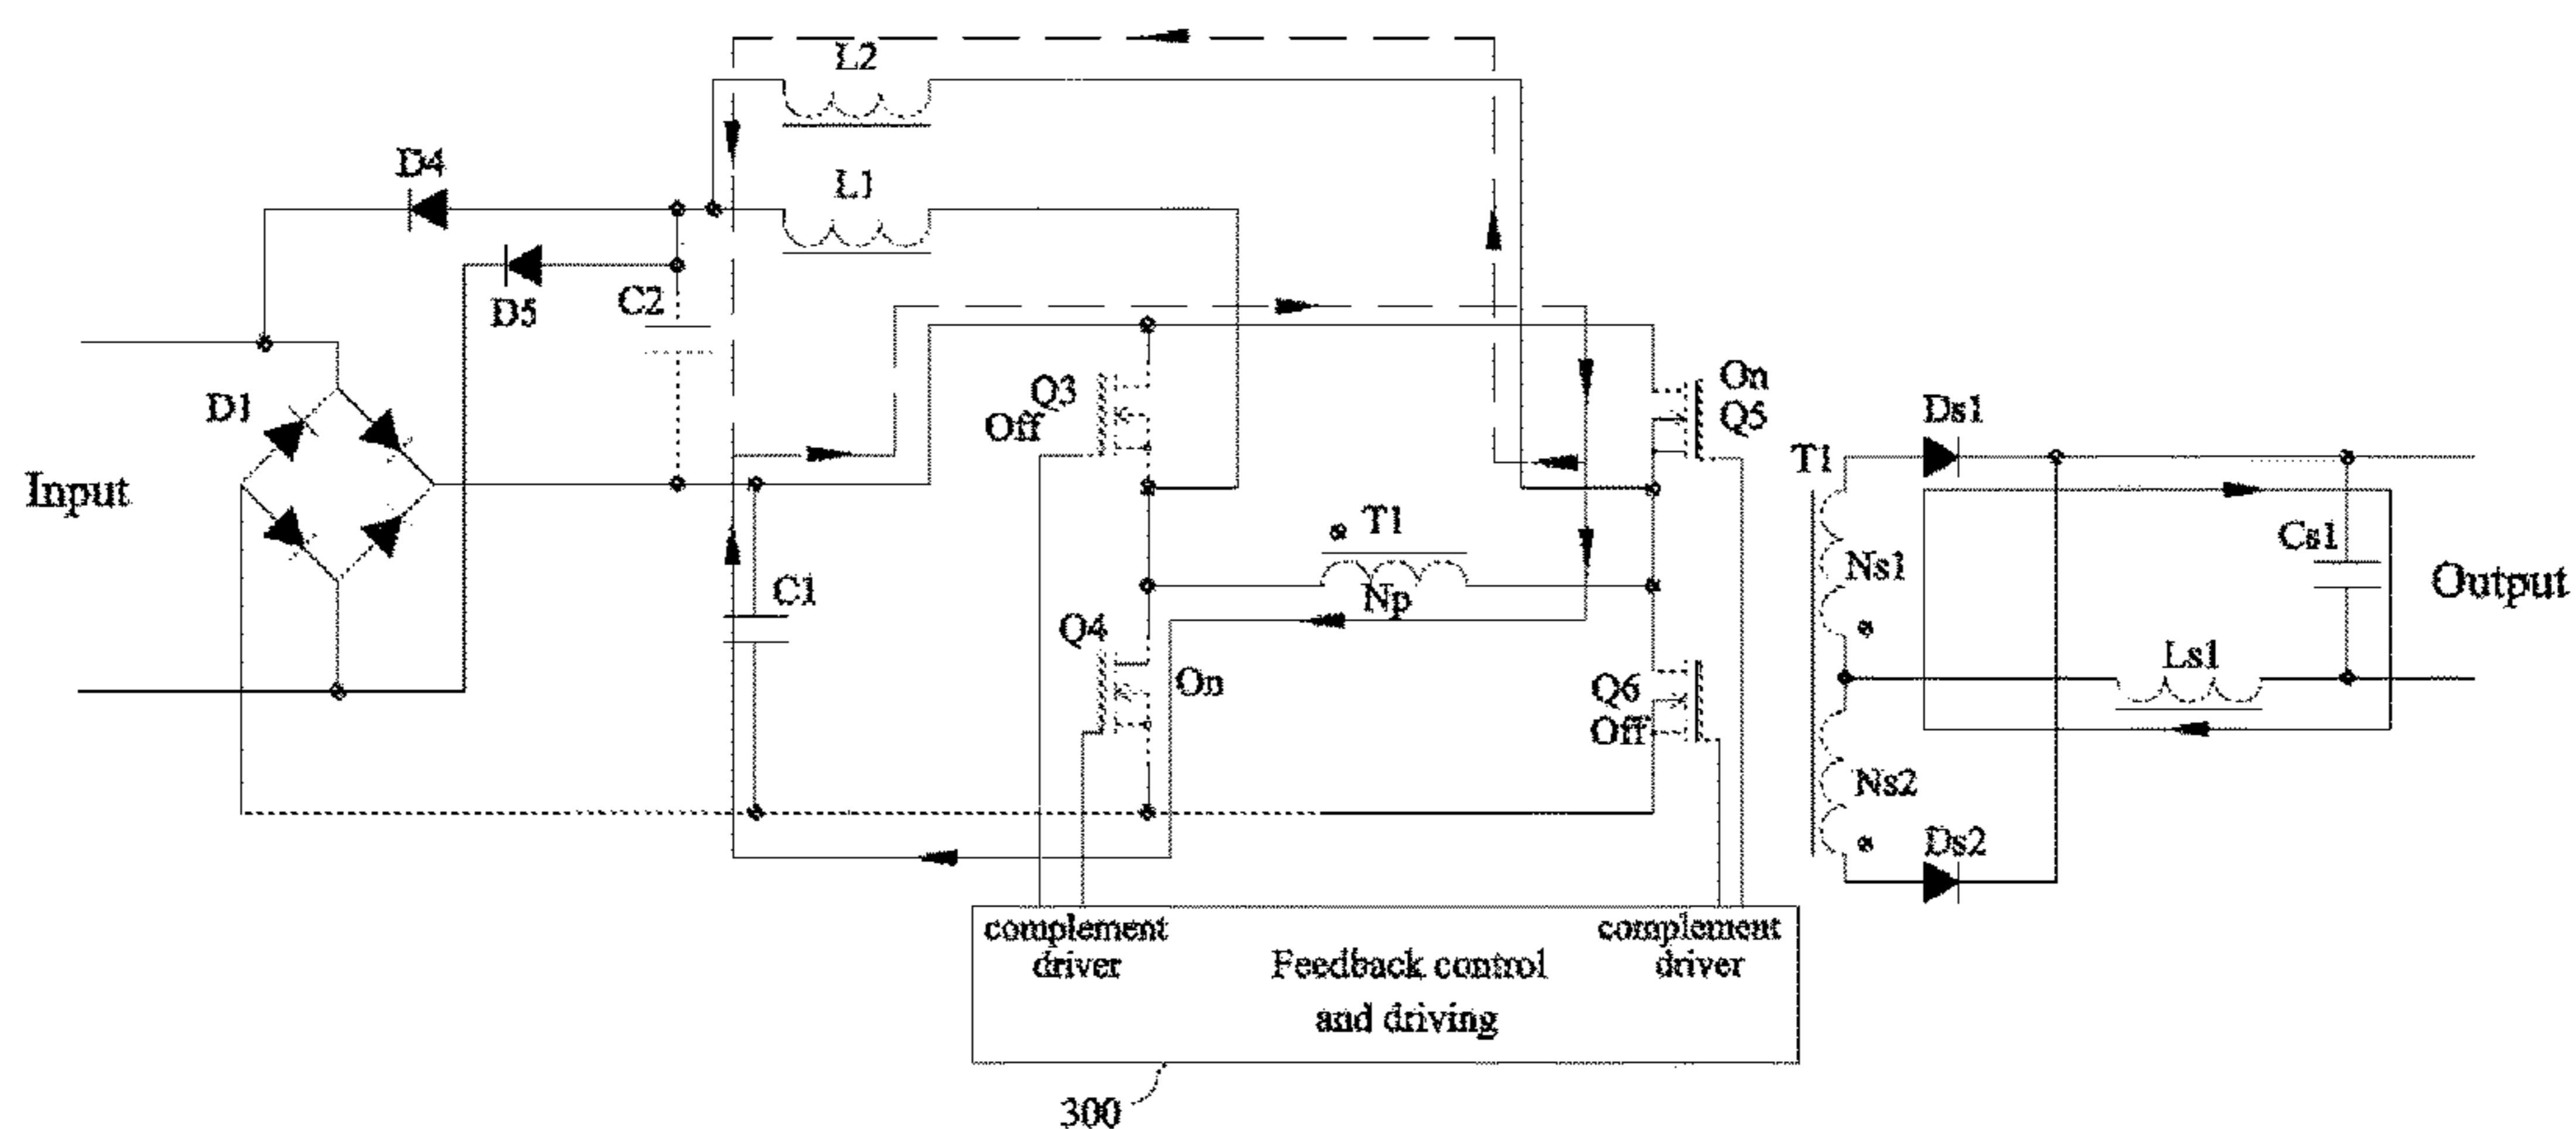 L2
D4
L1
D5
C2
D1
Q3
Off
On
Q5
Input
T1
Np
C1
Q4
On
Q6
Off
Ds1
T1
Ns1
Cs1
Output
Ls1
Ns2
Ds2
complement
driver
Feedback control
and driving
complement
driver
300